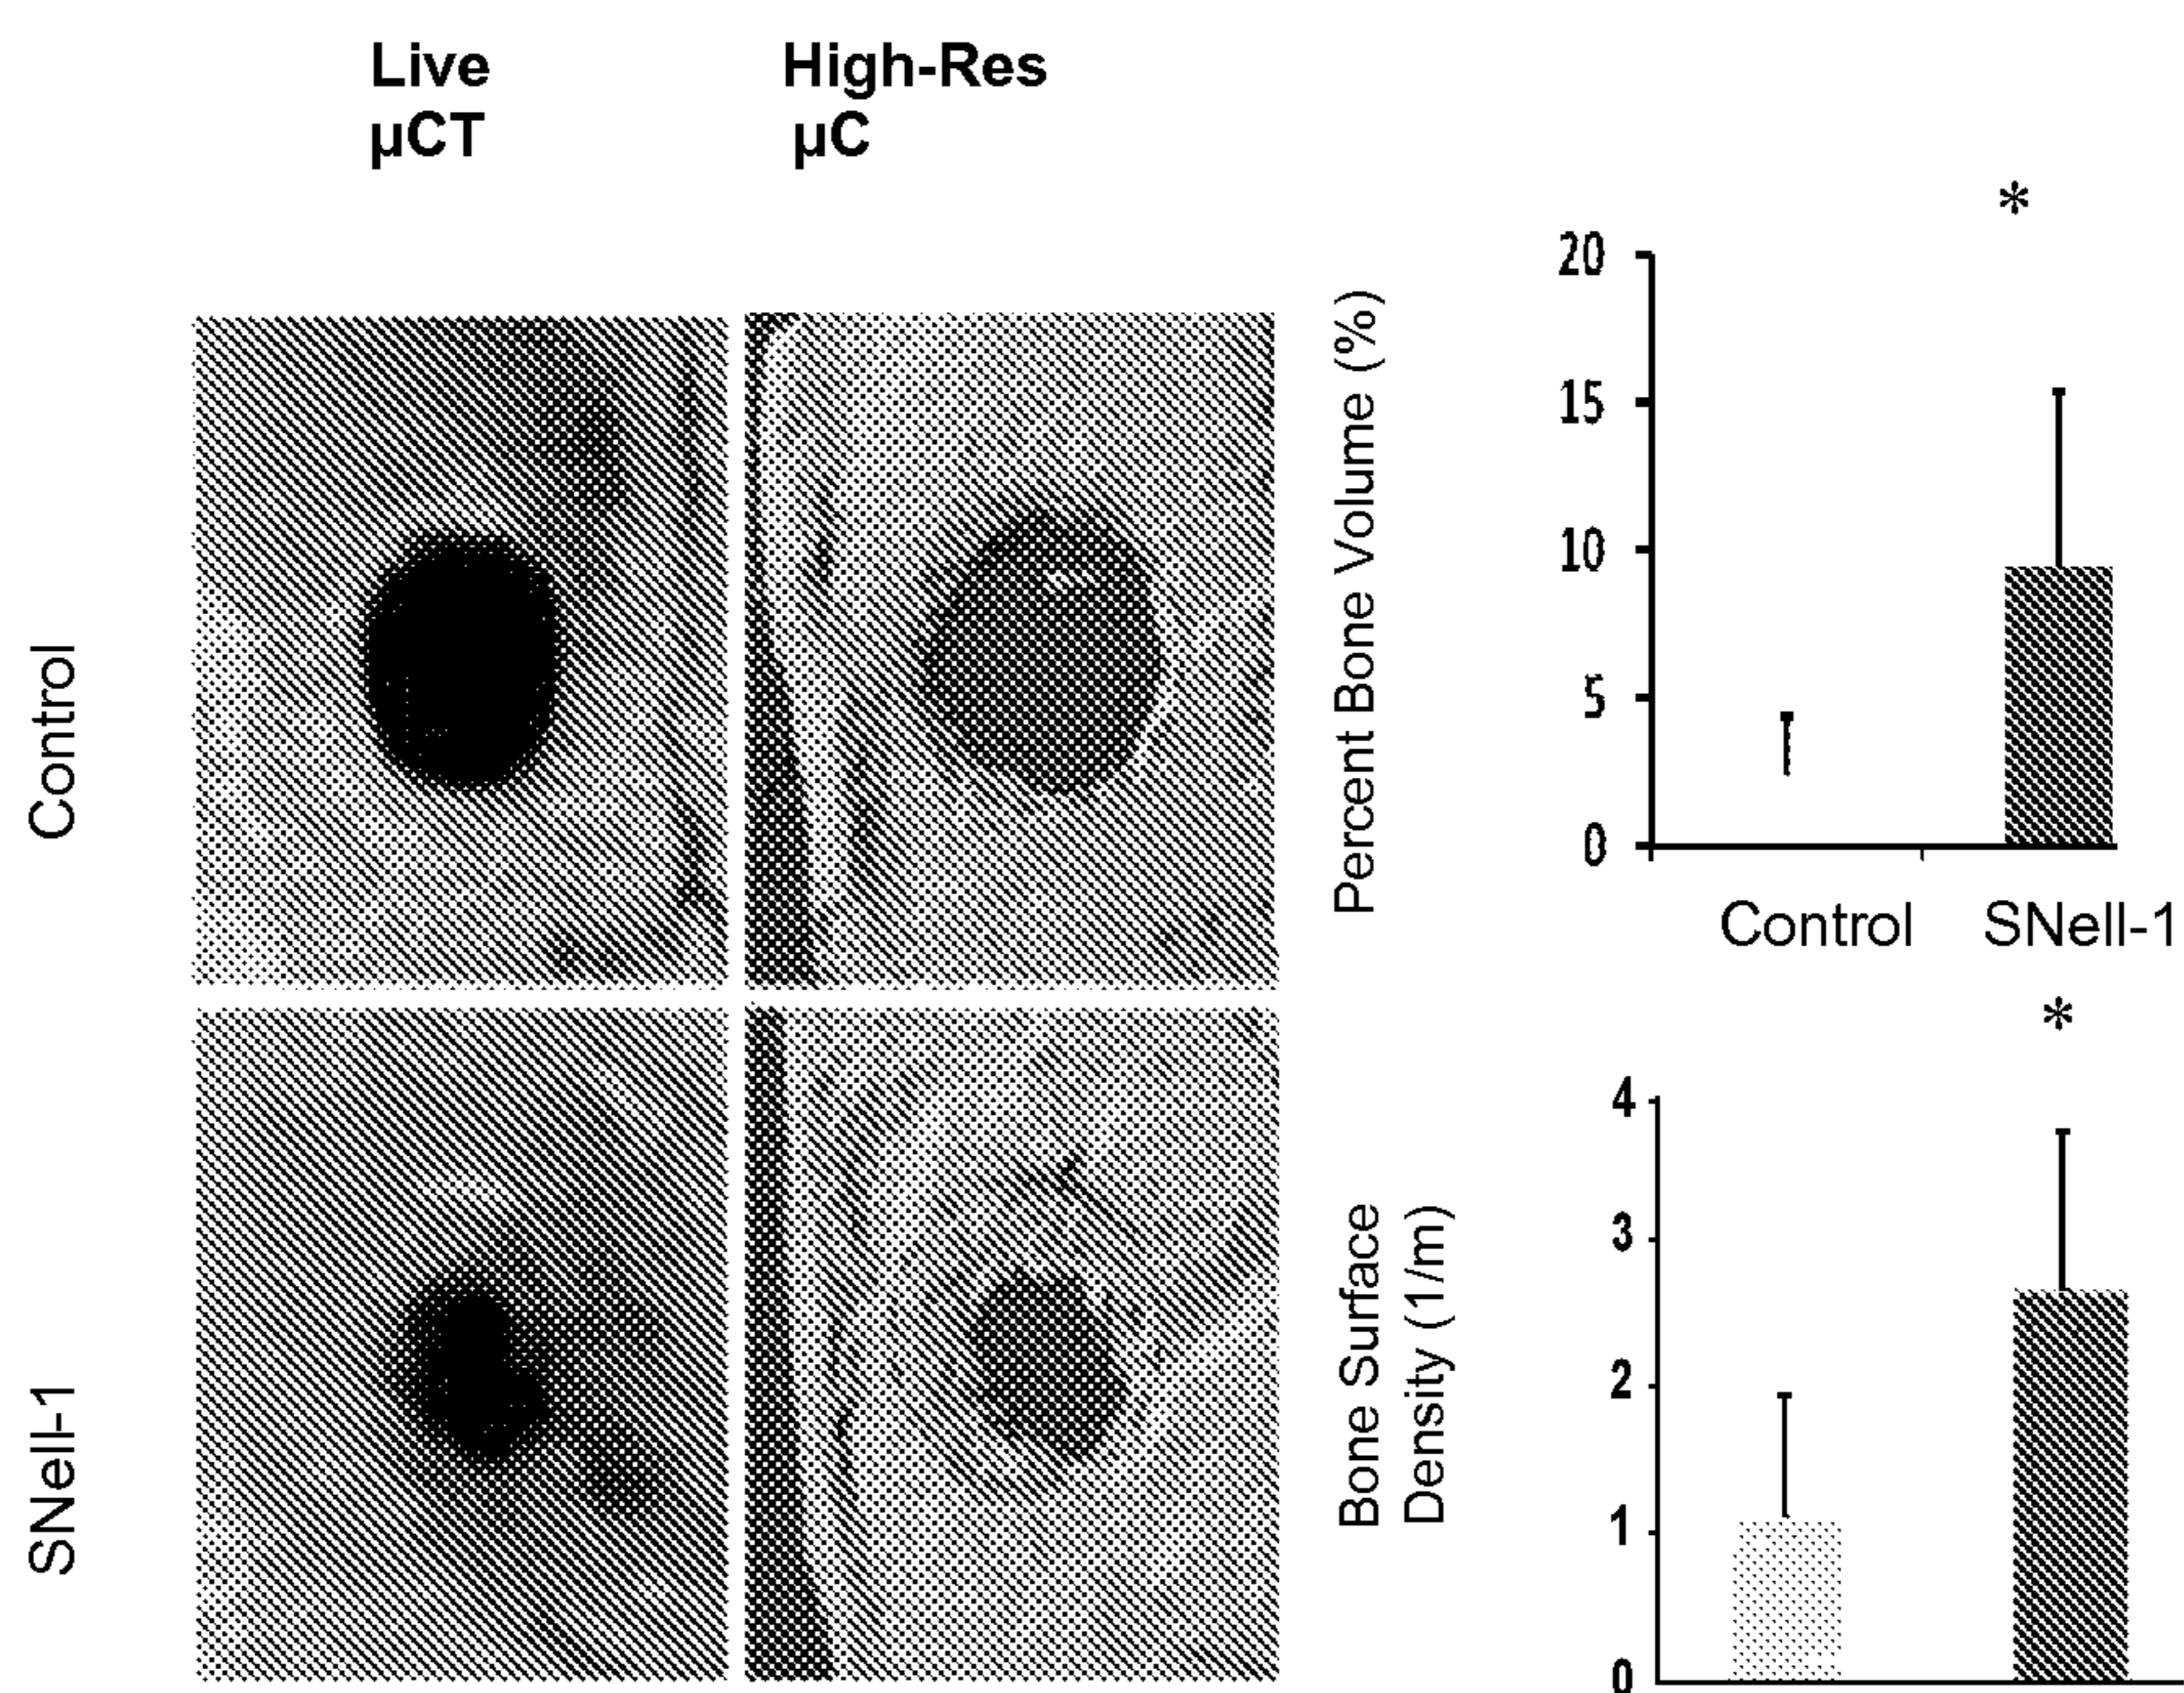 Live
µCT
High-Res
µC
Control
SNell-1
Percent Bone Volume (%)
20
15
10
5
0
*
Control
SNell-1
Bone Surface
Density (1/m)
4
3
2
1
0
*